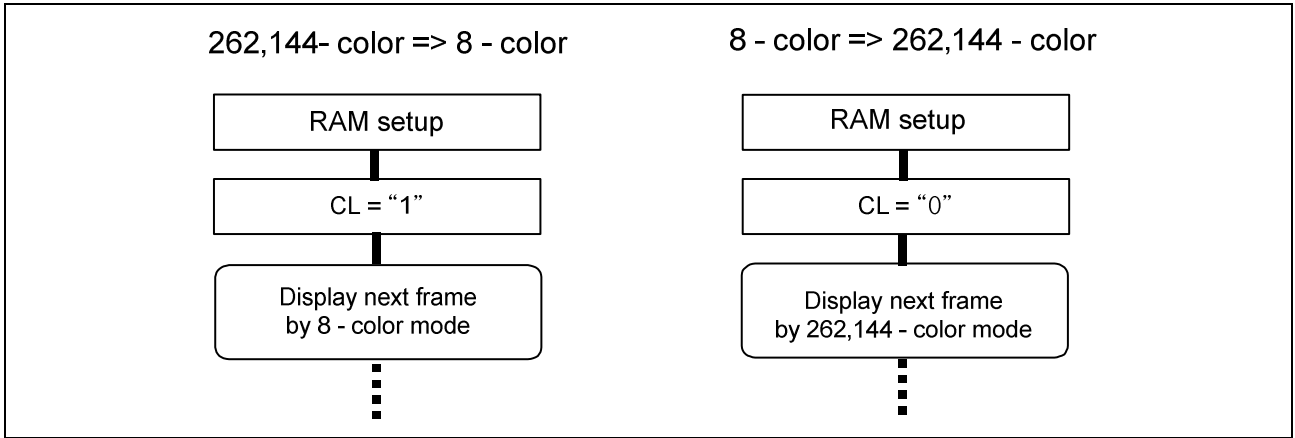 262,144- color => 8 - color
RAM setup
CL = “1”
Display next frame
by 8 - color mode
8 - color => 262,144 - color
RAM setup
CL = “0”
Display next frame
by 262,144 - color mode